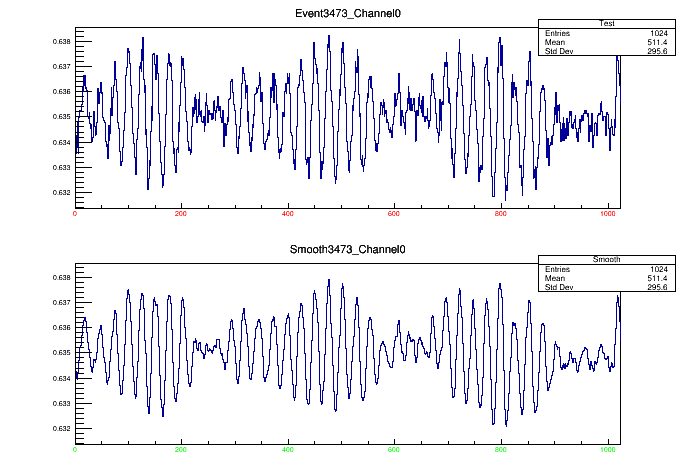 Event3473_Channel0
Test
Entries 1024
Mean 511.4
Std Dev 295.6
0.638
0.637
0.636
0.635
0.634
0.633
0.632
0 200 400 600 800 1000
Smooth3473_Channel0
Smooth
Entries 1024
Mean 511.4
Std Dev 295.6
0.638
0.637
0.636
0.635
0.634
0.633
0.632
0 200 400 600 800 1000